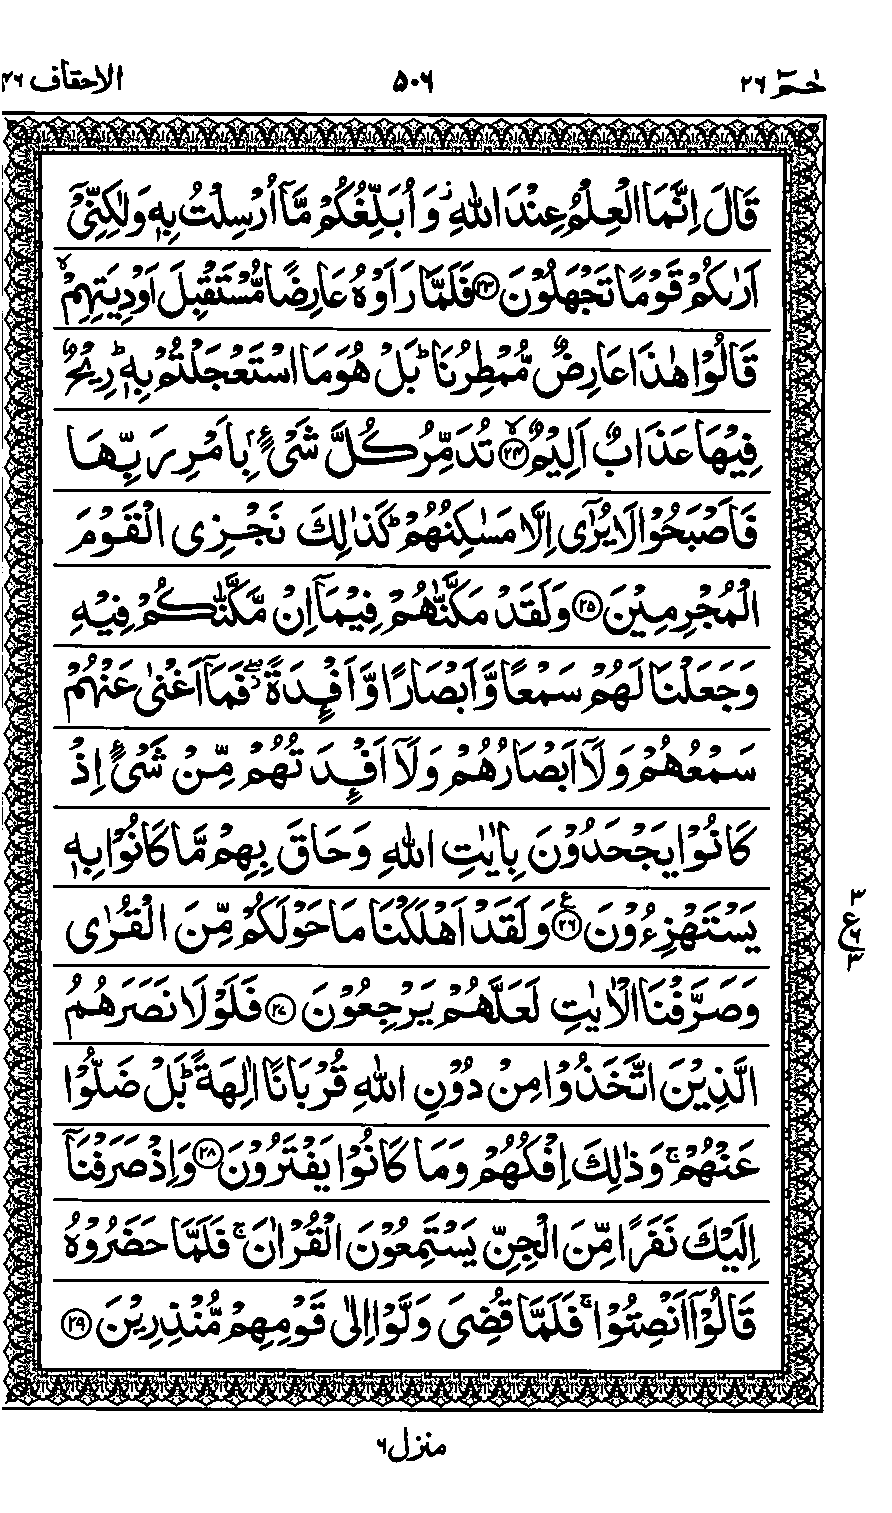 حٰمٓ ٢٦ ٥٠٦ الاحقاف ٤٦
قَالَ اِنَّمَا الْعِلْمُ عِنْدَ اللّٰهِ ۖ٘ وَ اُبَلِّغُكُمْ مَّاۤ اُرْسِلْتُ بِهٖ وَلٰكِنِّیْۤ
اَرٰىكُمْ قَوْمًا تَجْهَلُوْنَ ﴿٢٣﴾ فَلَمَّا رَاَوْهُ عَارِضًا مُّسْتَقْبِلَ اَوْدِیَتِهِمْ ۙ
قَالُوْا هٰذَا عَارِضٌ مُّمْطِرُنَا ؕ بَلْ هُوَ مَا اسْتَعْجَلْتُمْ بِهٖ ؕ رِیْحٌ
فِیْهَا عَذَابٌ اَلِیْمٌ ﴿٢٤﴾ ۙ تُدَمِّرُ كُلَّ شَیْءٍۭ بِاَمْرِ رَبِّهَا
فَاَصْبَحُوْا لَا یُرٰۤی اِلَّا مَسٰكِنُهُمْ ؕ كَذٰلِكَ نَجْزِی الْقَوْمَ
الْمُجْرِمِیْنَ ﴿٢٥﴾ وَلَقَدْ مَكَّنّٰهُمْ فِیْمَاۤ اِنْ مَّكَّنّٰكُمْ فِیْهِ
وَجَعَلْنَا لَهُمْ سَمْعًا وَّاَبْصَارًا وَّاَفْـِٕدَةً ۖؗ فَمَاۤ اَغْنٰی عَنْهُمْ
سَمْعُهُمْ وَلَاۤ اَبْصَارُهُمْ وَلَاۤ اَفْـِٕدَتُهُمْ مِّنْ شَیْءٍ اِذْ
كَانُوْا یَجْحَدُوْنَ بِاٰیٰتِ اللّٰهِ وَحَاقَ بِهِمْ مَّا كَانُوْا بِهٖ
یَسْتَهْزِءُوْنَ ﴿٢٦﴾ ع وَلَقَدْ اَهْلَكْنَا مَا حَوْلَكُمْ مِّنَ الْقُرٰی
٣ ع ٦ ٣
وَصَرَّفْنَا الْاٰیٰتِ لَعَلَّهُمْ یَرْجِعُوْنَ ﴿٢٧﴾ فَلَوْلَا نَصَرَهُمُ
الَّذِیْنَ اتَّخَذُوْا مِنْ دُوْنِ اللّٰهِ قُرْبَانًا اٰلِهَةً ؕ بَلْ ضَلُّوْا
عَنْهُمْ ۚ وَذٰلِكَ اِفْكُهُمْ وَمَا كَانُوْا یَفْتَرُوْنَ ﴿٢٨﴾ وَاِذْ صَرَفْنَاۤ
اِلَیْكَ نَفَرًا مِّنَ الْجِنِّ یَسْتَمِعُوْنَ الْقُرْاٰنَ ۚ فَلَمَّا حَضَرُوْهُ
قَالُوْۤا اَنْصِتُوْا ۚ فَلَمَّا قُضِیَ وَلَّوْا اِلٰی قَوْمِهِمْ مُّنْذِرِیْنَ ﴿٢٩﴾
منزل ٦